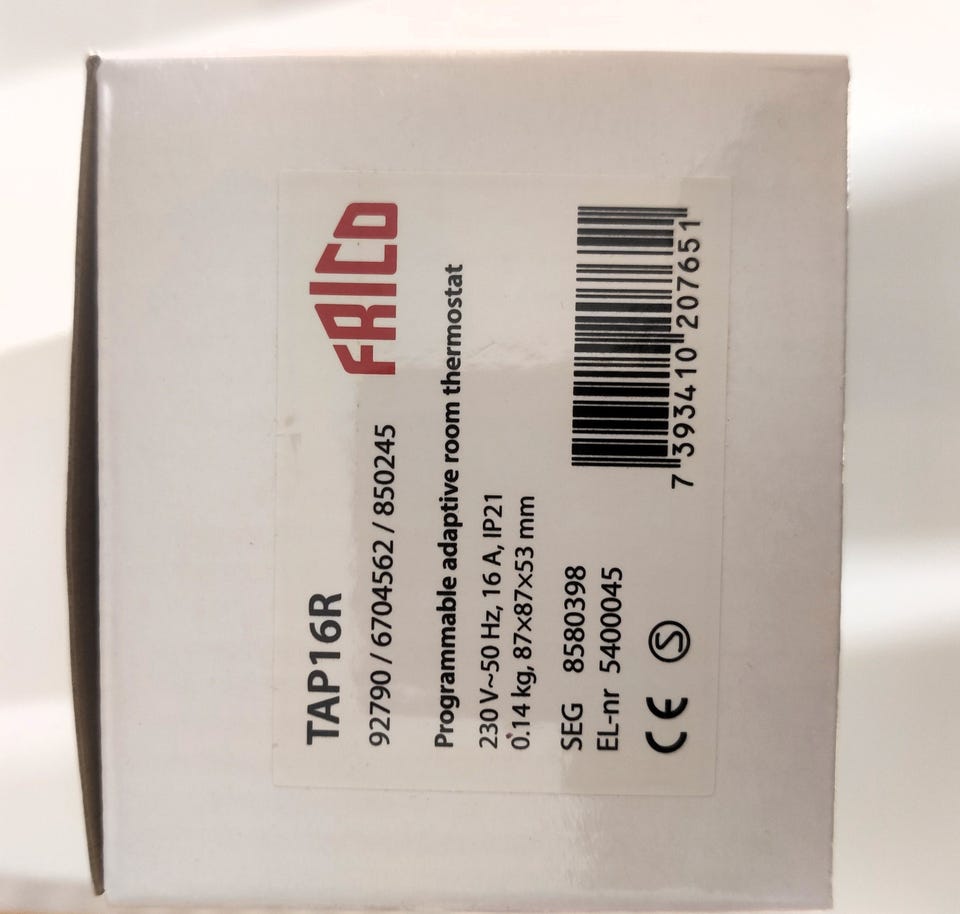 TAP16R
FRICO
92790 / 6704562 / 850245
Programmable adaptive room thermostat
230 V~50 Hz, 16 A, IP21
0.14 kg, 87×87×53 mm
SEG 8580398
EL-nr 5400045
CE S
7 393410 207651